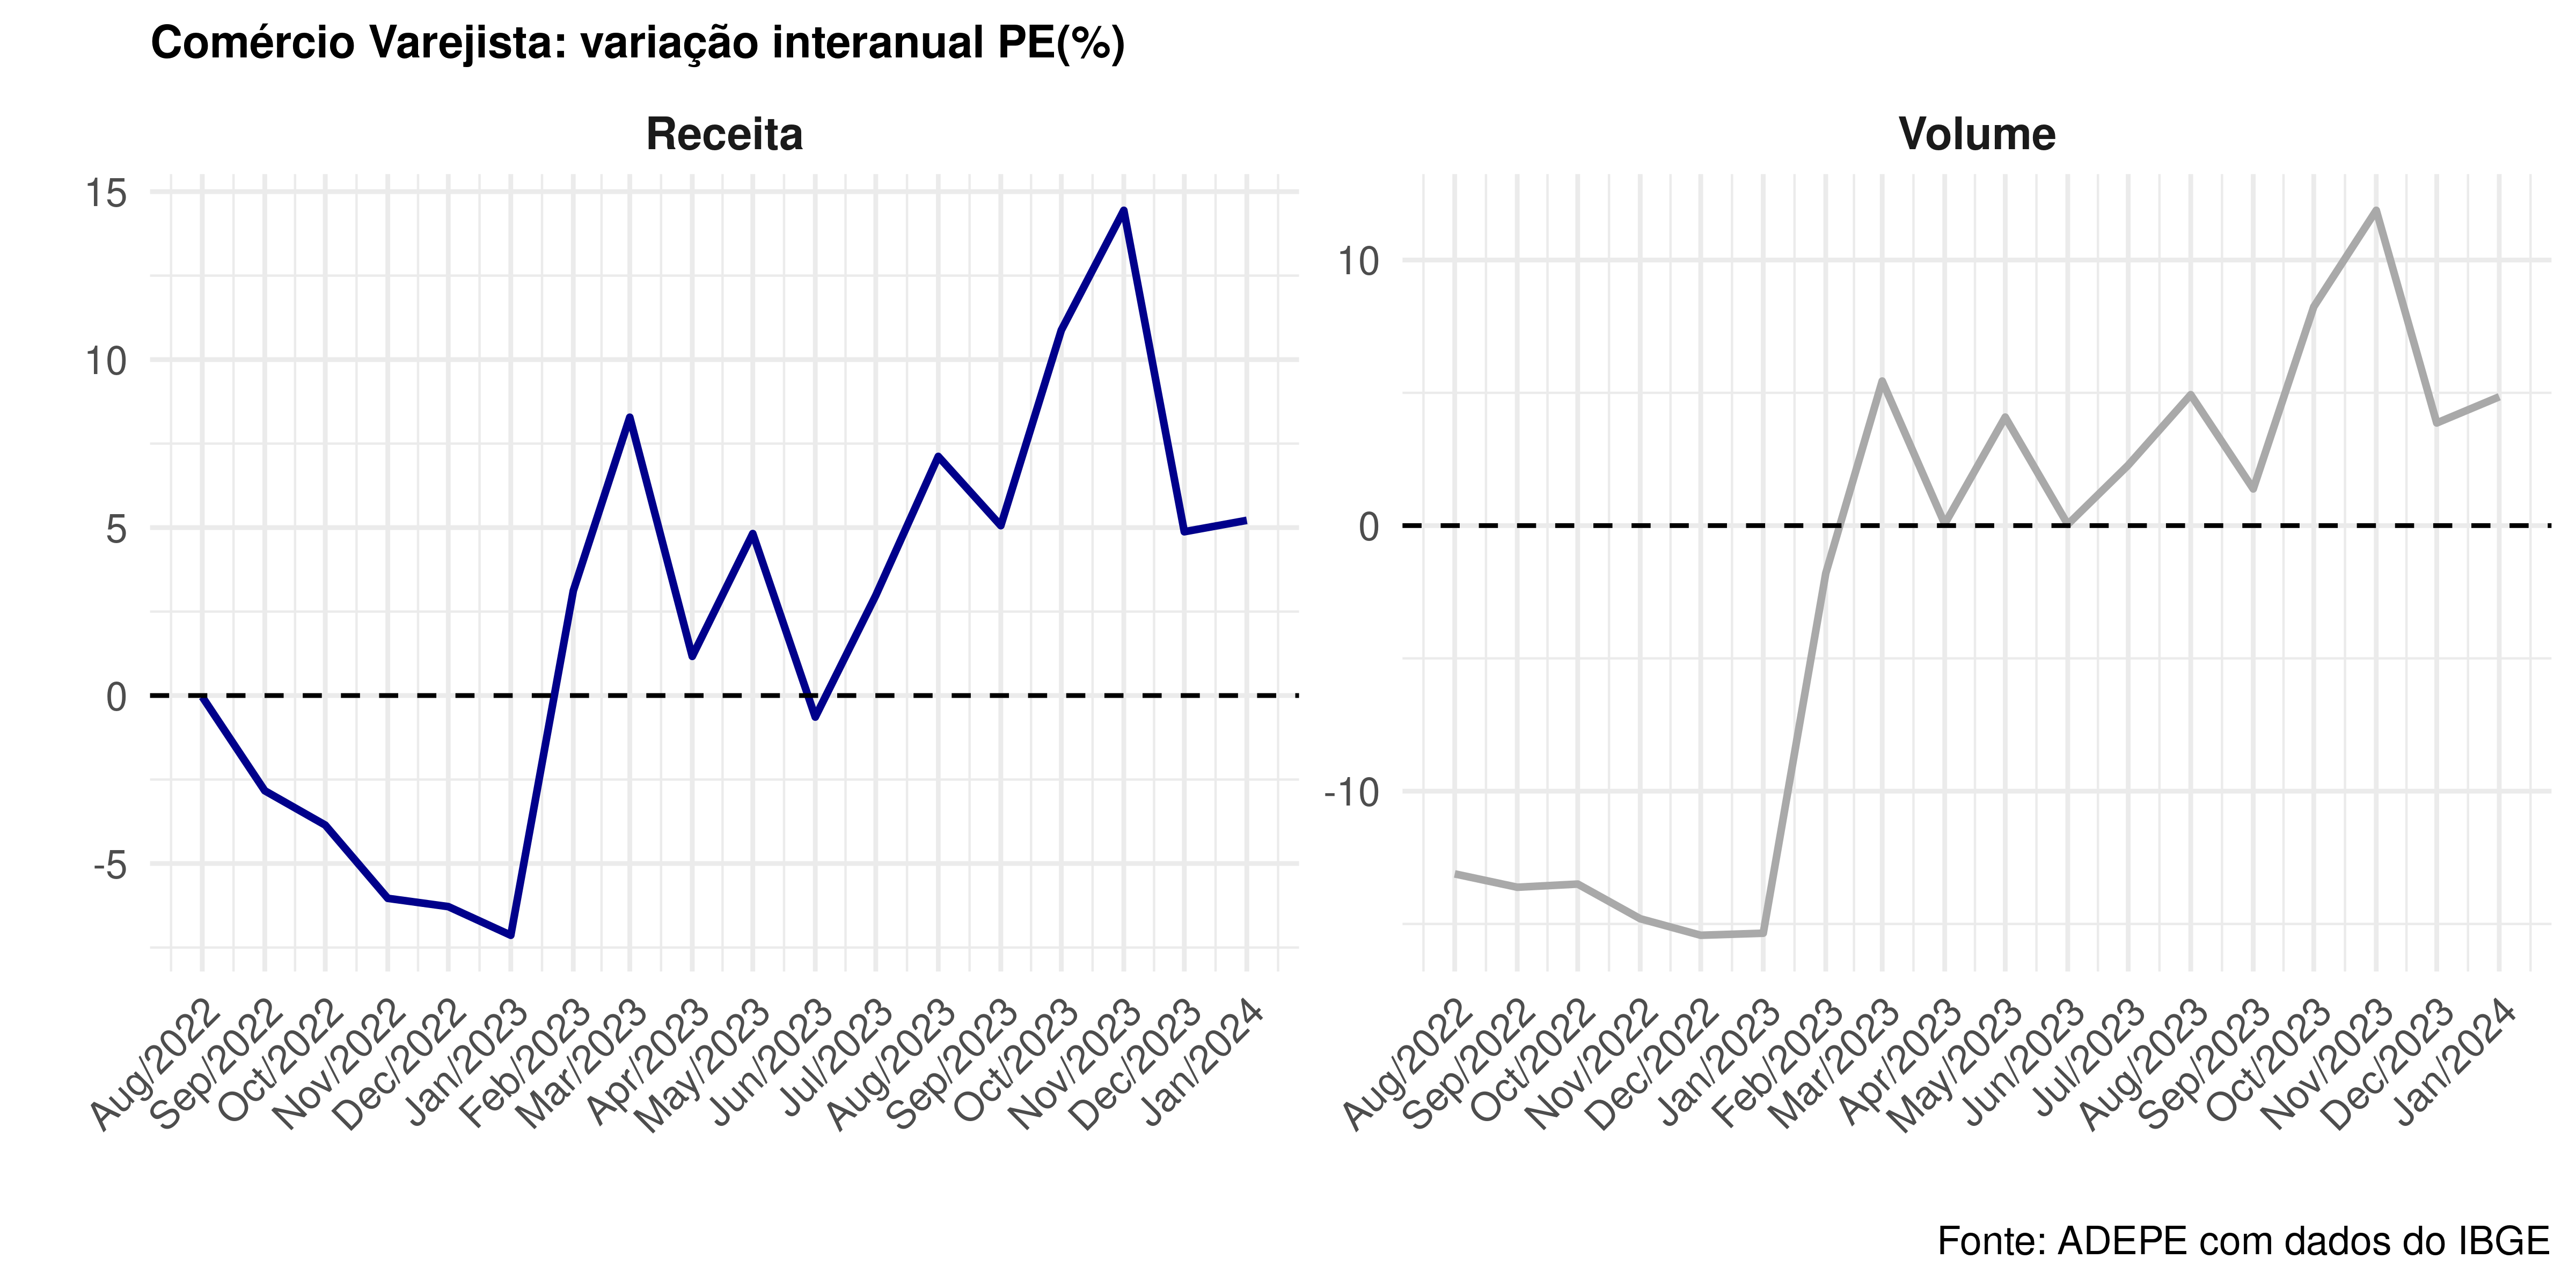 Comércio Varejista: variação interanual PE(%)
Receita
15
10
5
0
-5
Aug/2022
Sep/2022
Oct/2022
Nov/2022
Dec/2022
Jan/2023
Feb/2023
Mar/2023
Apr/2023
May/2023
Jun/2023
Jul/2023
Aug/2023
Sep/2023
Oct/2023
Nov/2023
Dec/2023
Jan/2024
Volume
10
0
-10
Aug/2022
Sep/2022
Oct/2022
Nov/2022
Dec/2022
Jan/2023
Feb/2023
Mar/2023
Apr/2023
May/2023
Jun/2023
Jul/2023
Aug/2023
Sep/2023
Oct/2023
Nov/2023
Dec/2023
Jan/2024
Fonte: ADEPE com dados do IBGE